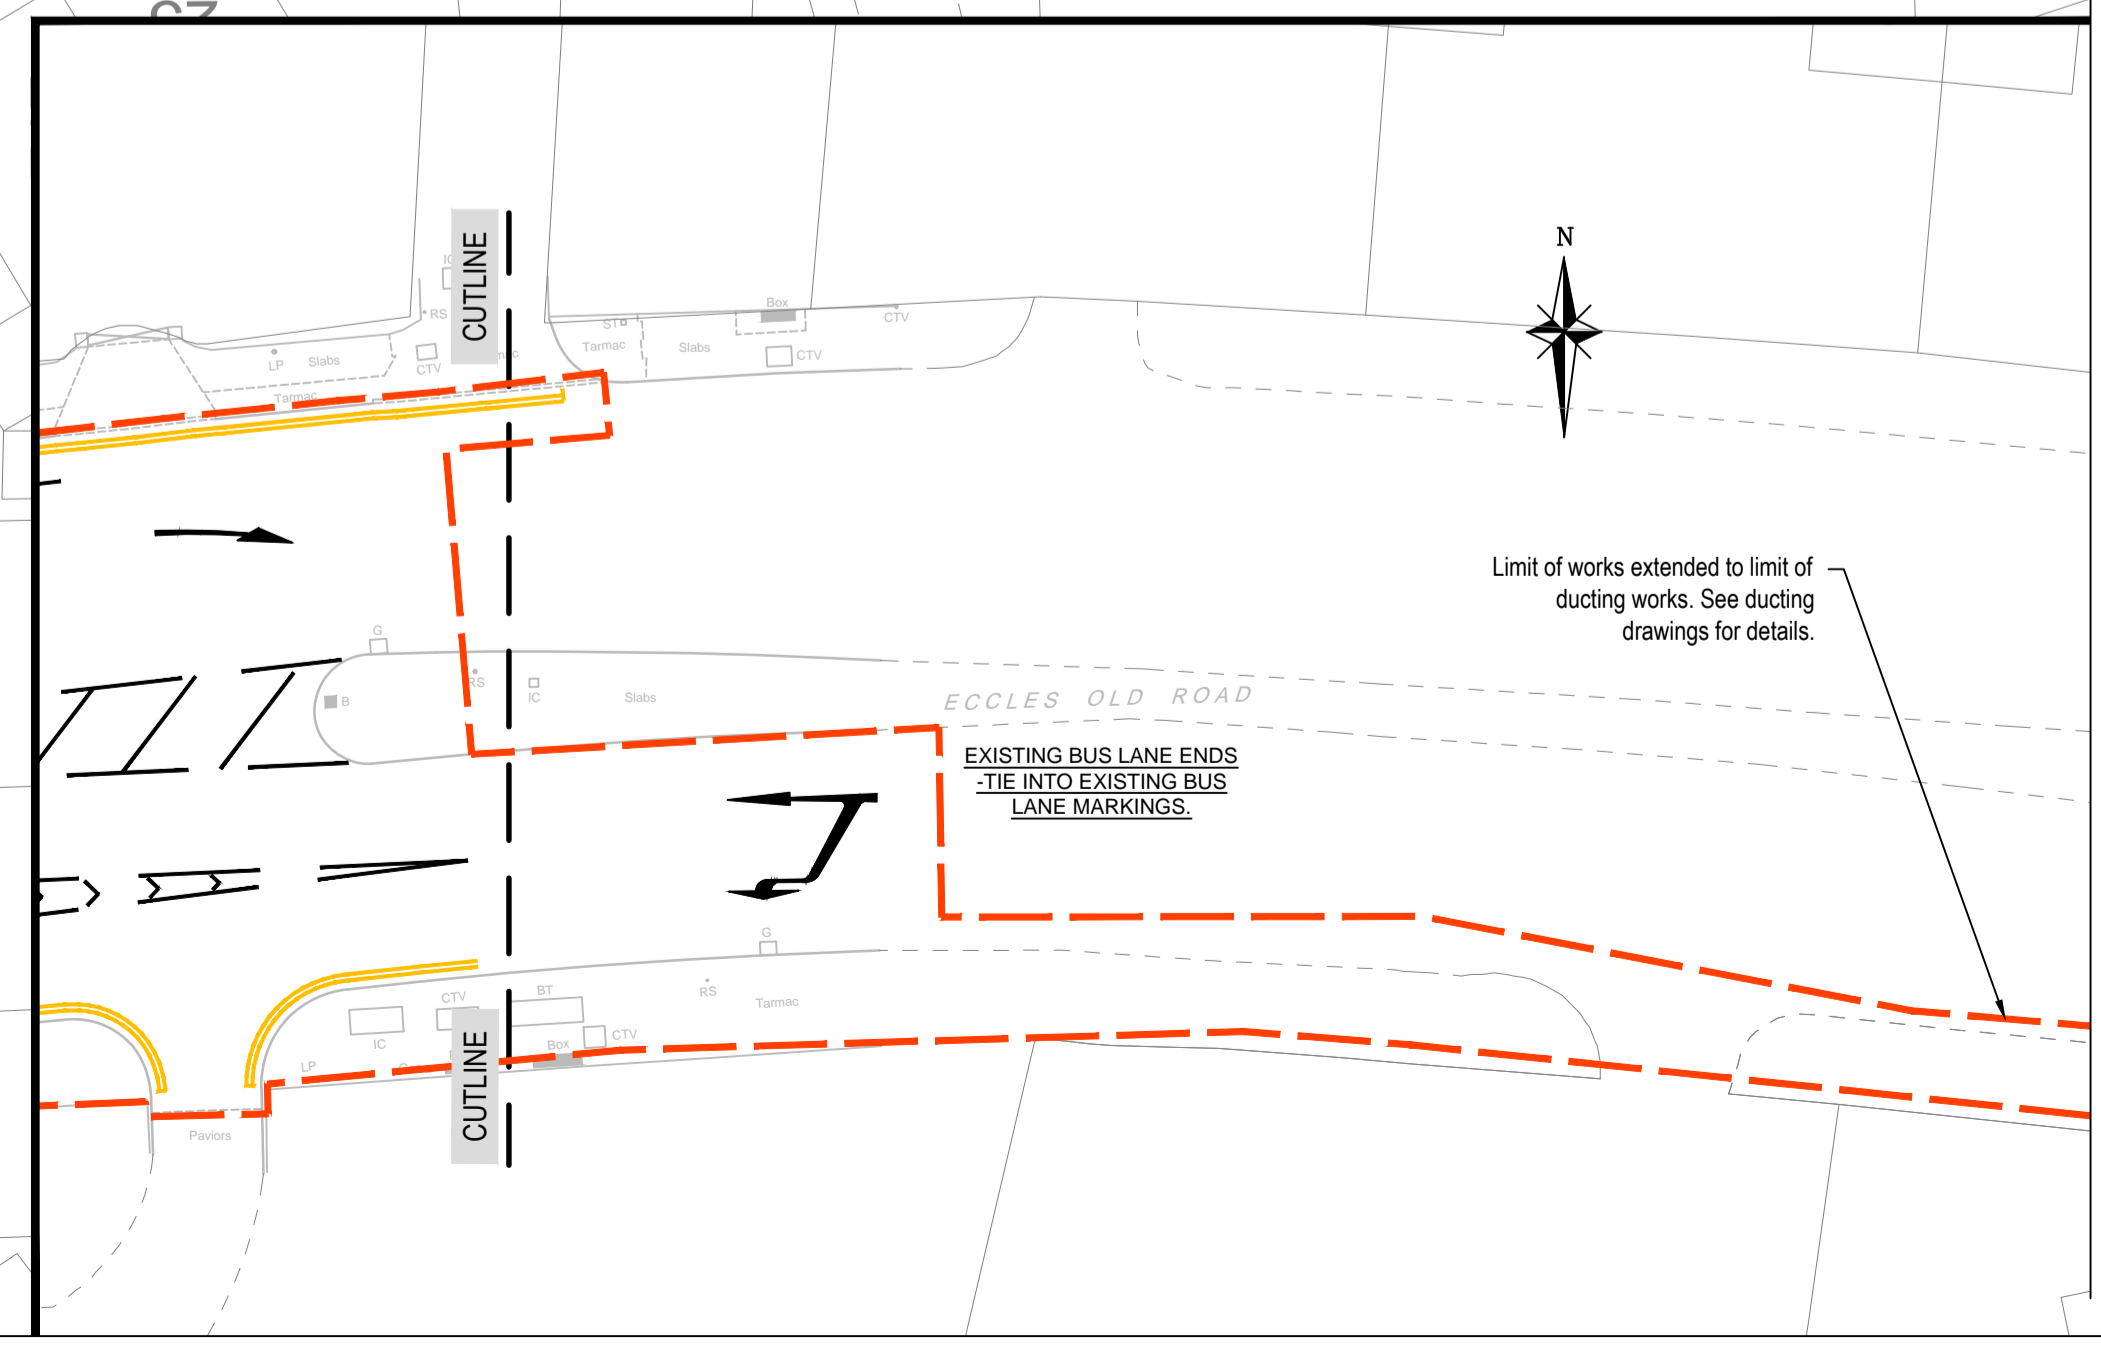 N
CUTLINE
RS
ST
Box
CTV
LP
Slabs
CTV
Tarmac
Slabs
CTV
Tarmac
Limit of works extended to limit of
ducting works. See ducting
drawings for details.
G
B
RS
IC
Slabs
ECCLES OLD ROAD
EXISTING BUS LANE ENDS
-TIE INTO EXISTING BUS
LANE MARKINGS.
G
CTV
BT
RS
Tarmac
IC
Box
CTV
LP
CUTLINE
Paviors